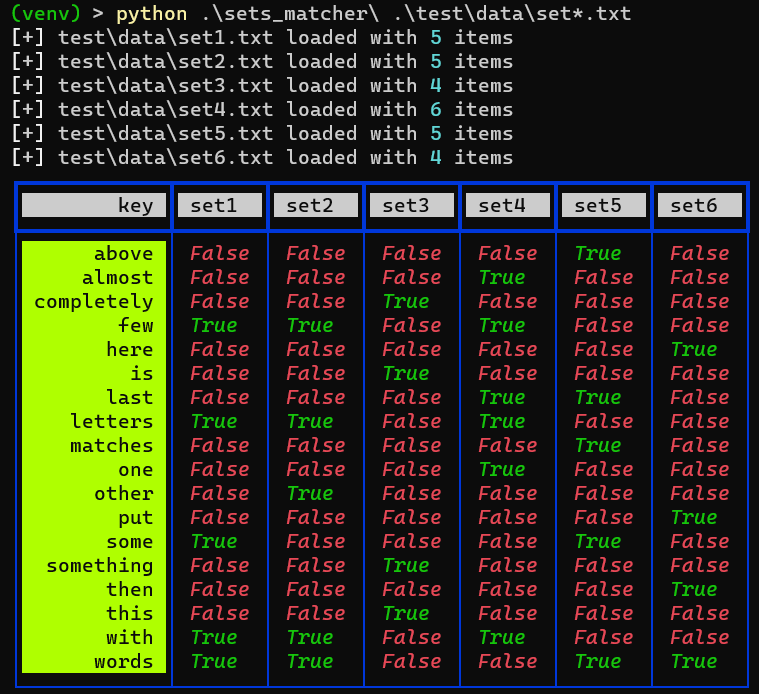 (venv) > python .\sets_matcher\ .\test\data\set*.txt
[+] test\data\set1.txt loaded with 5 items
[+] test\data\set2.txt loaded with 5 items
[+] test\data\set3.txt loaded with 4 items
[+] test\data\set4.txt loaded with 6 items
[+] test\data\set5.txt loaded with 5 items
[+] test\data\set6.txt loaded with 4 items
key set1 set2 set3 set4 set5 set6
above False False False False True False
almost False False False True False False
completely False False True False False False
few True True False True False False
here False False False False False True
is False False True False False False
last False False False True True False
letters True True False True False False
matches False False False False True False
one False False False True False False
other False True False False False False
put False False False False False True
some True False False False True False
something False False True False False False
then False False False False False True
this False False True False False False
with True True False True False False
words True True False False True True